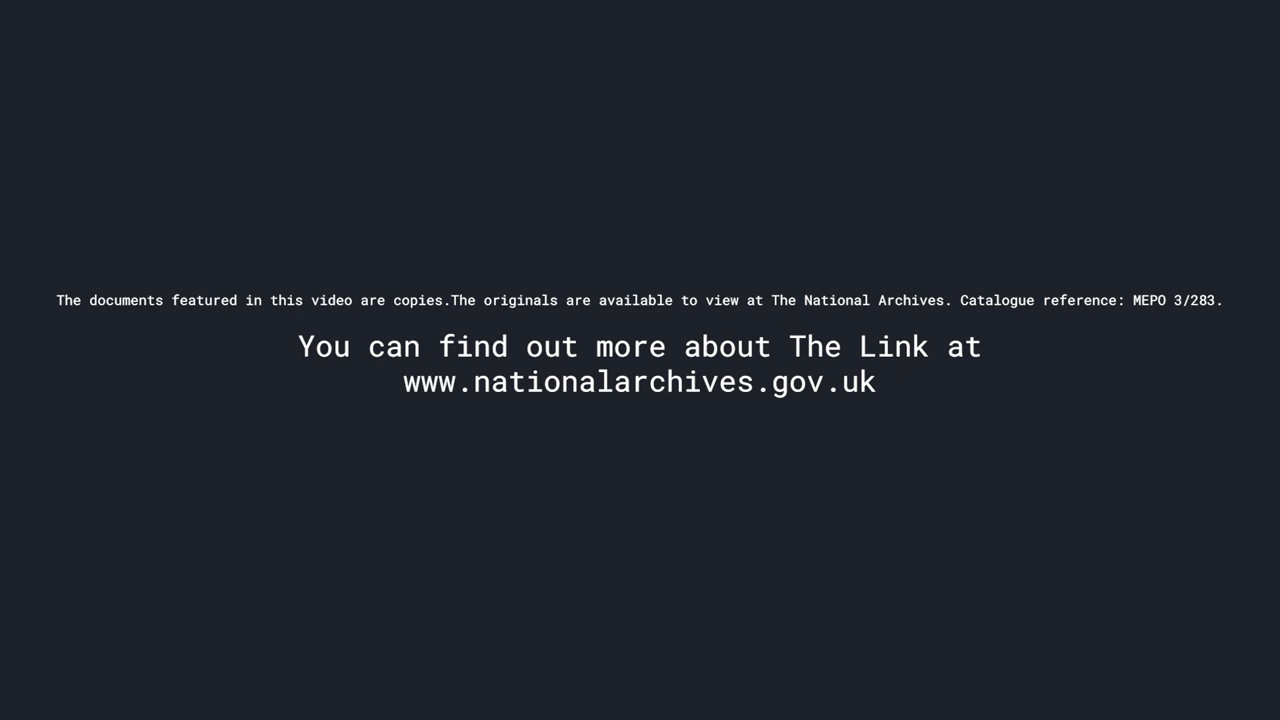 The documents featured in this video are copies.The originals are available to view at The National Archives. Catalogue reference: MEPO 3/283.
You can find out more about The Link at
www.nationalarchives.gov.uk